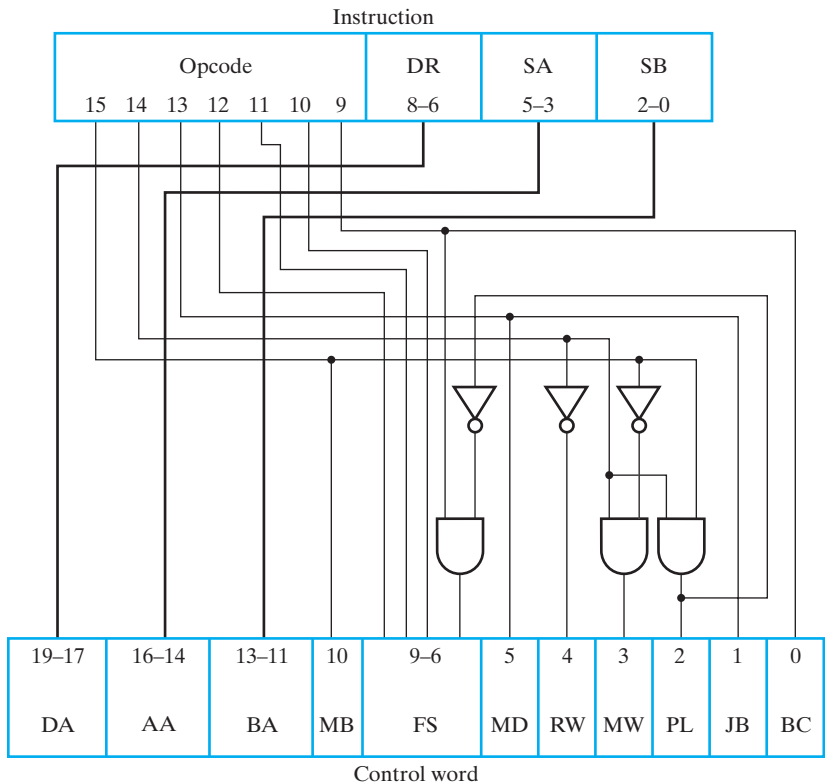 Instruction
Opcode DR SA SB
15 14 13 12 11 10 9 8–6 5–3 2–0
19–17 16–14 13–11 10 9–6 5 4 3 2 1 0
DA AA BA MB FS MD RW MW PL JB BC
Control word